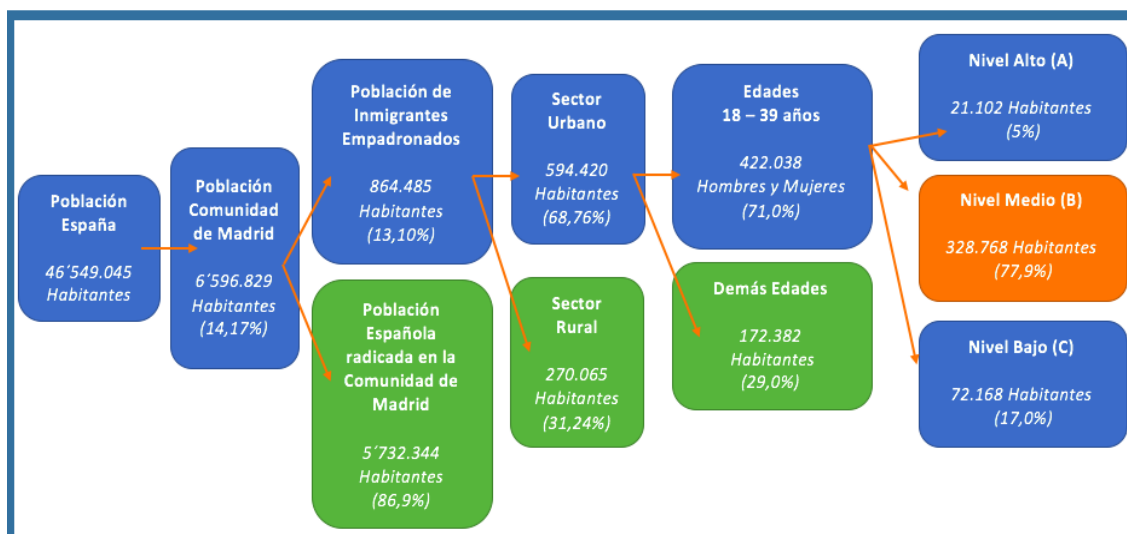 Población
España
46´549.045
Habitantes
Población
Comunidad
de Madrid
6´596.829
Habitantes
(14,17%)
Población de
Inmigrantes
Empadronados
864.485
Habitantes
(13,10%)
Población
Española
radicada en la
Comunidad de
Madrid
5´732.344
Habitantes
(86,9%)
Sector
Urbano
594.420
Habitantes
(68,76%)
Sector
Rural
270.065
Habitantes
(31,24%)
Edades
18 – 39 años
422.038
Hombres y Mujeres
(71,0%)
Demás Edades
172.382
Habitantes
(29,0%)
Nivel Alto (A)
21.102 Habitantes
(5%)
Nivel Medio (B)
328.768 Habitantes
(77,9%)
Nivel Bajo (C)
72.168 Habitantes
(17,0%)